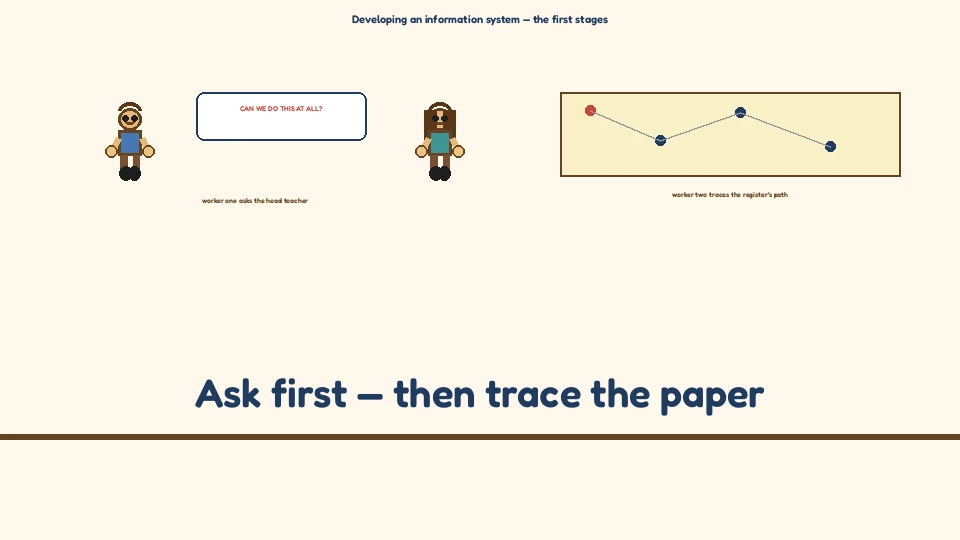 Developing an information system – the first stages
CAN WE DO THIS AT ALL?
worker one asks the head teacher
worker two traces the register's path
Ask first – then trace the paper